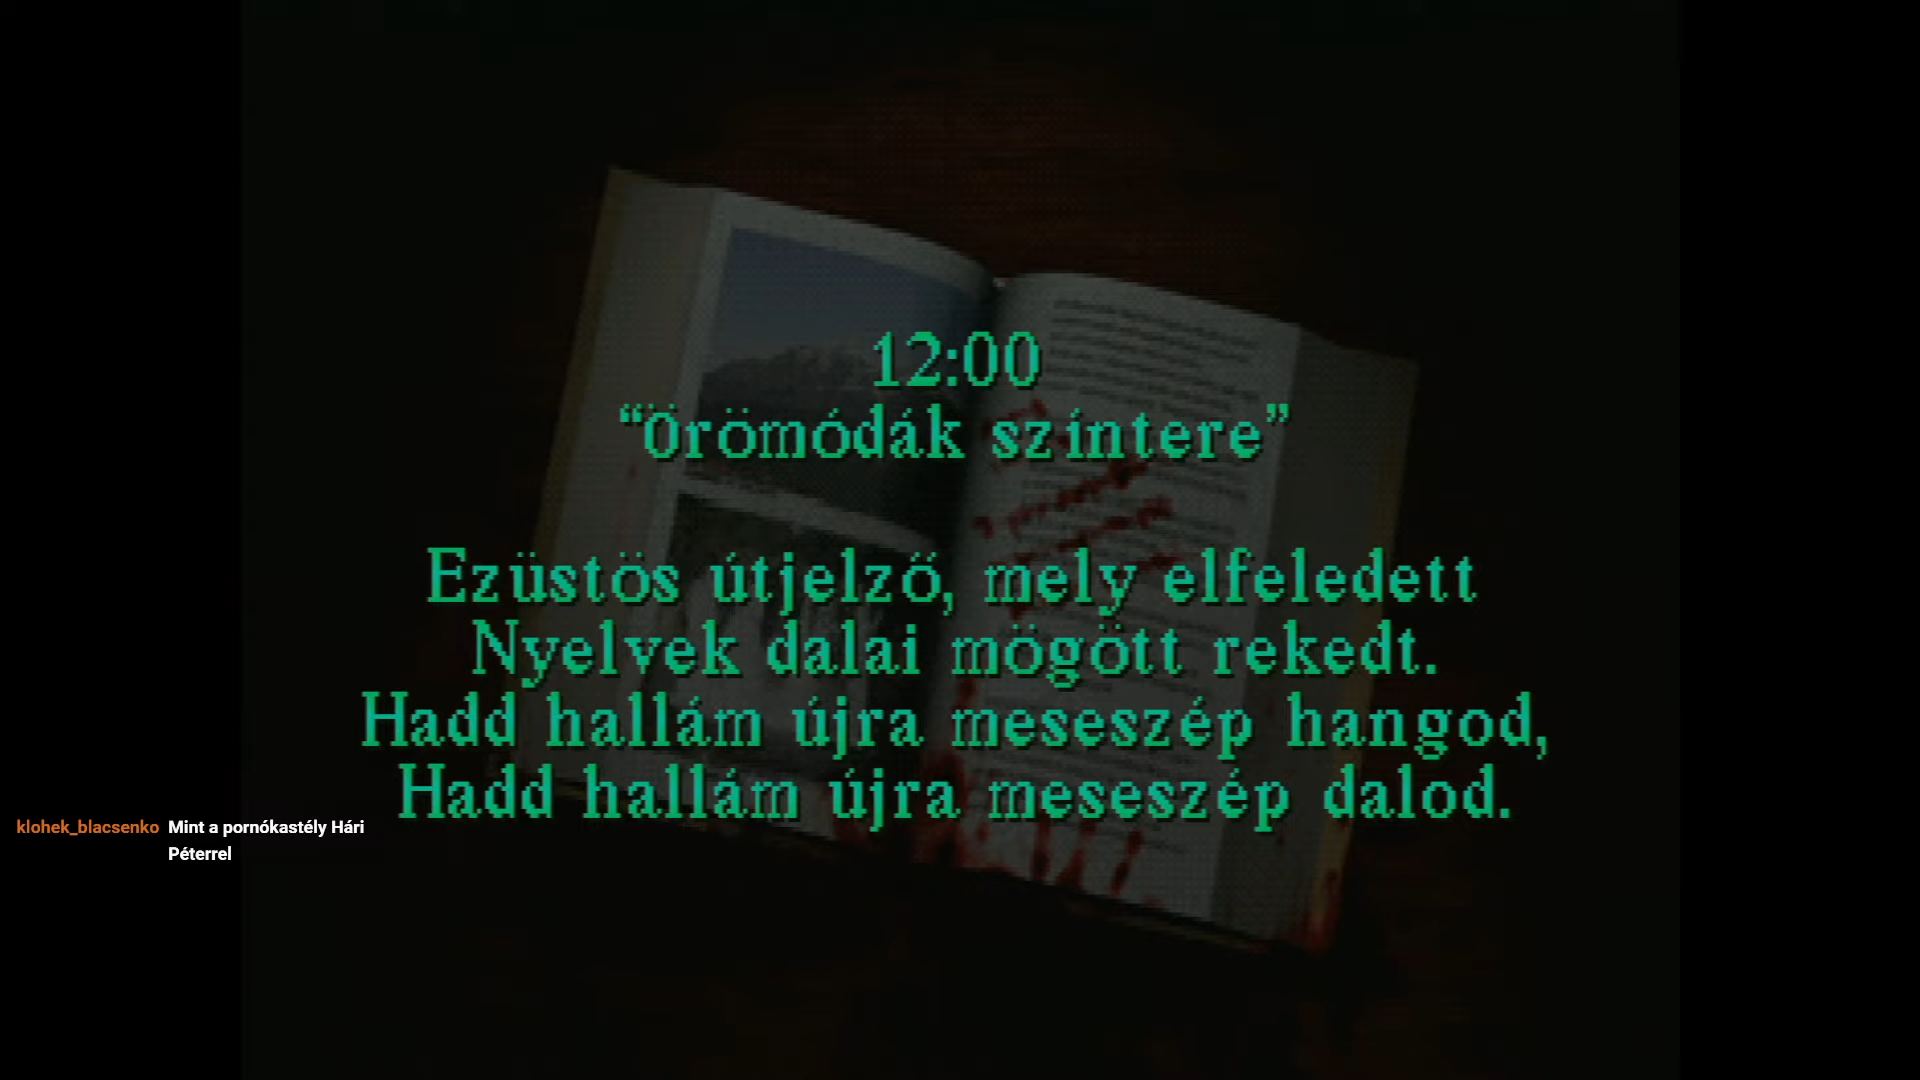 12:00
“Örömódák színtere”
Ezüstös útjelző, mely elfeledett
Nyelvek dalai mögött rekedt.
Hadd hallám újra meseszép hangod,
Hadd hallám újra meseszép dalod.
klohek_blacsenko Mint a pornókastély Hári
Péterrel